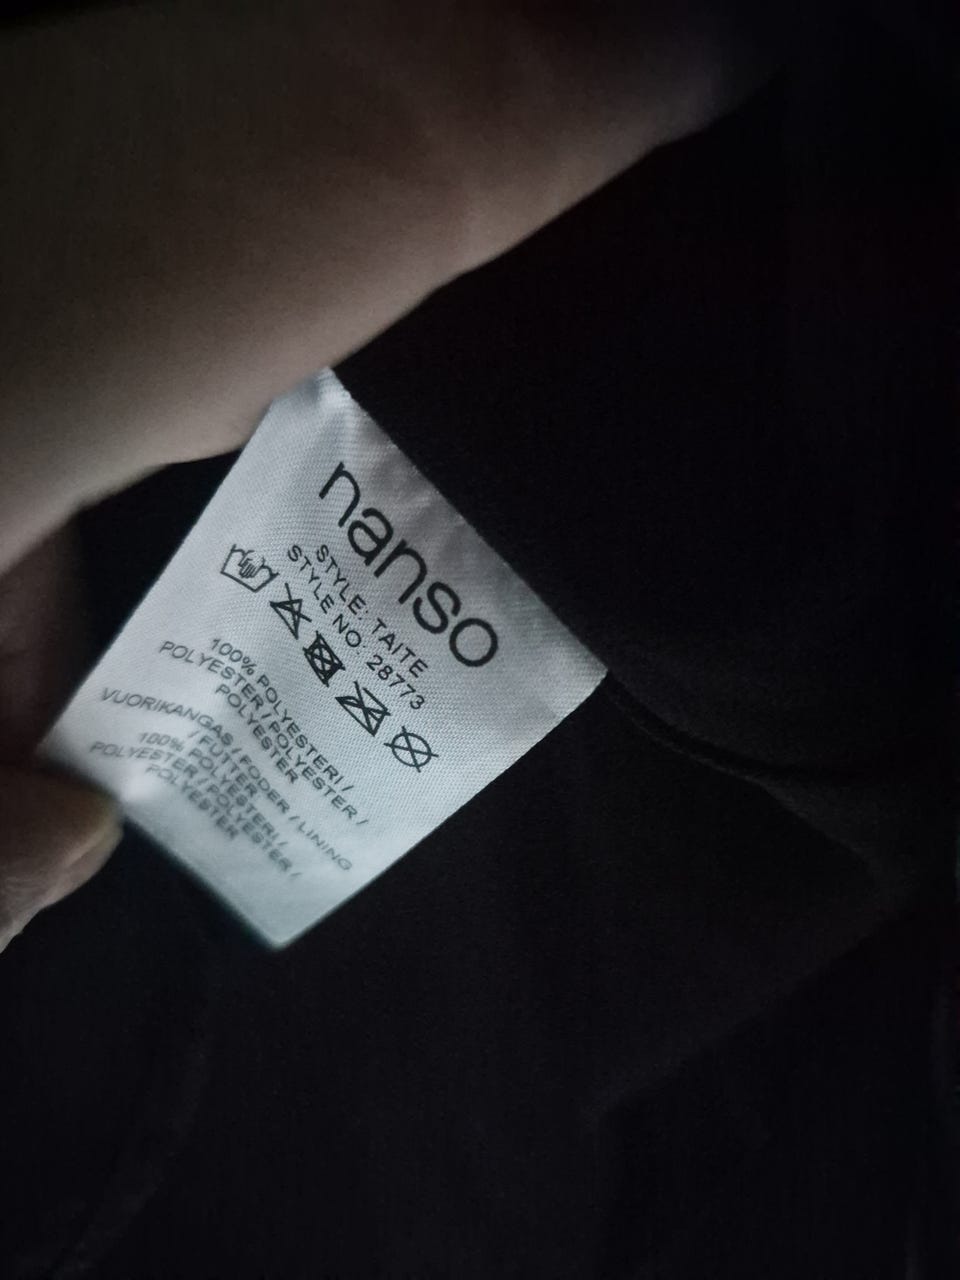 nanso
STYLE: TAITE
STYLE NO: 28773
100% POLYESTERI /
POLYESTER / POLYESTER /
POLYESTER
VUORIKANGAS / FODER / LINING
/ FUTTER
100% POLYESTERI /
POLYESTER / POLYESTER /
POLYESTER